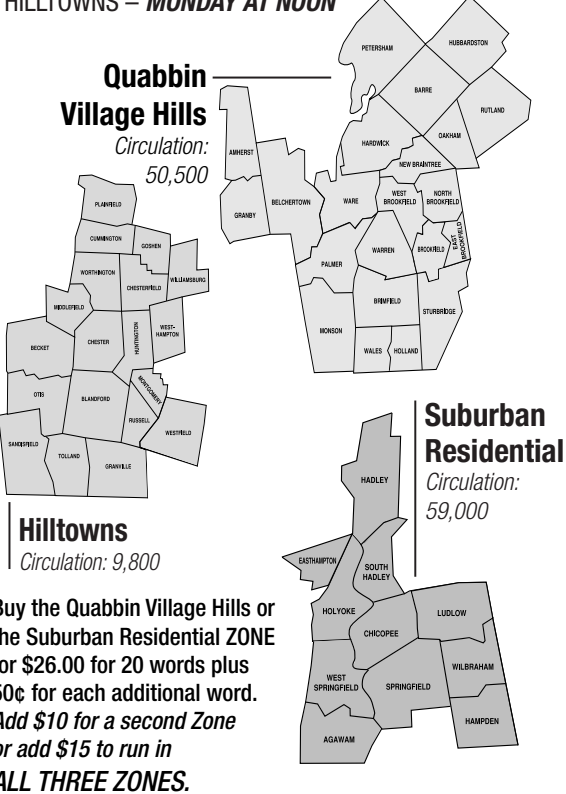 HILLTOWNS – MONDAY AT NOON
Quabbin
Village Hills
Circulation:
50,500
PETERSHAM
HUBBARDSTON
BARRE
RUTLAND
HARDWICK
OAKHAM
NEW BRAINTREE
AMHERST
GRANBY
BELCHERTOWN
WARE
WEST
BROOKFIELD
NORTH
BROOKFIELD
PALMER
WARREN
BROOKFIELD
EAST
BROOKFIELD
MONSON
BRIMFIELD
STURBRIDGE
WALES
HOLLAND
PLAINFIELD
CUMMINGTON
GOSHEN
WORTHINGTON
CHESTERFIELD
WILLIAMSBURG
MIDDLEFIELD
BECKET
CHESTER
HUNTINGTON
WEST-
HAMPTON
OTIS
BLANDFORD
MONTGOMERY
RUSSELL
WESTFIELD
SANDISFIELD
TOLLAND
GRANVILLE
Hilltowns
Circulation: 9,800
Suburban
Residential
Circulation:
59,000
HADLEY
EASTHAMPTON
SOUTH
HADLEY
HOLYOKE
CHICOPEE
LUDLOW
WEST
SPRINGFIELD
SPRINGFIELD
WILBRAHAM
AGAWAM
HAMPDEN
Buy the Quabbin Village Hills or
the Suburban Residential ZONE
for $26.00 for 20 words plus
50¢ for each additional word.
Add $10 for a second Zone
or add $15 to run in
ALL THREE ZONES.